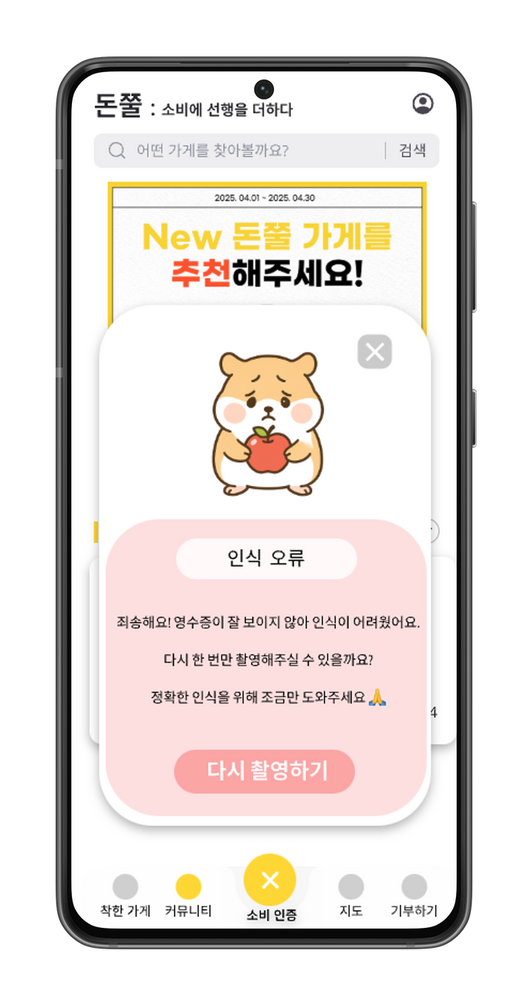 돈쭐 : 소비에 선행을 더하다
어떤 가게를 찾아볼까요? 검색
2025. 04.01 ~ 2025. 04.30
New 돈쭐 가게를
추천해주세요!
인식 오류
죄송해요! 영수증이 잘 보이지 않아 인식이 어려웠어요.
다시 한 번만 촬영해주실 수 있을까요?
정확한 인식을 위해 조금만 도와주세요🙏
4
다시 촬영하기
착한 가게 커뮤니티 소비 인증 지도 기부하기